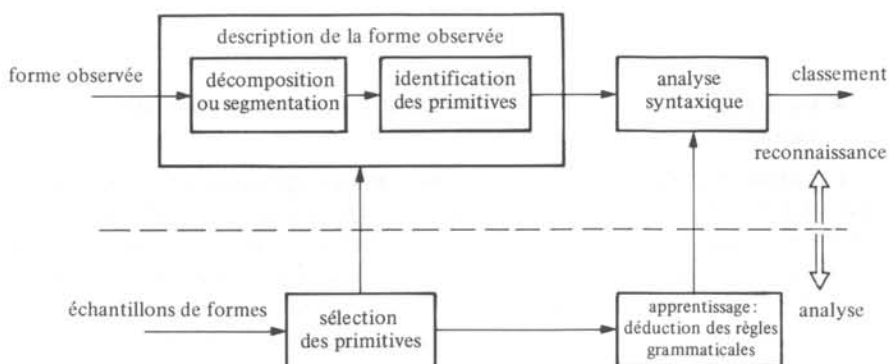 description de la forme observée
forme observée
décomposition
ou segmentation
identification
des primitives
analyse
syntaxique
classement
reconnaissance
échantillons de formes
sélection
des primitives
apprentissage:
déduction des règles
grammaticales
analyse